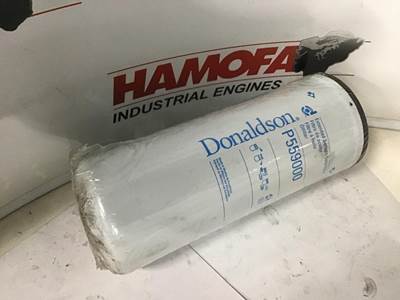 HAMOFA
INDUSTRIAL ENGINES
Donaldson
P559000